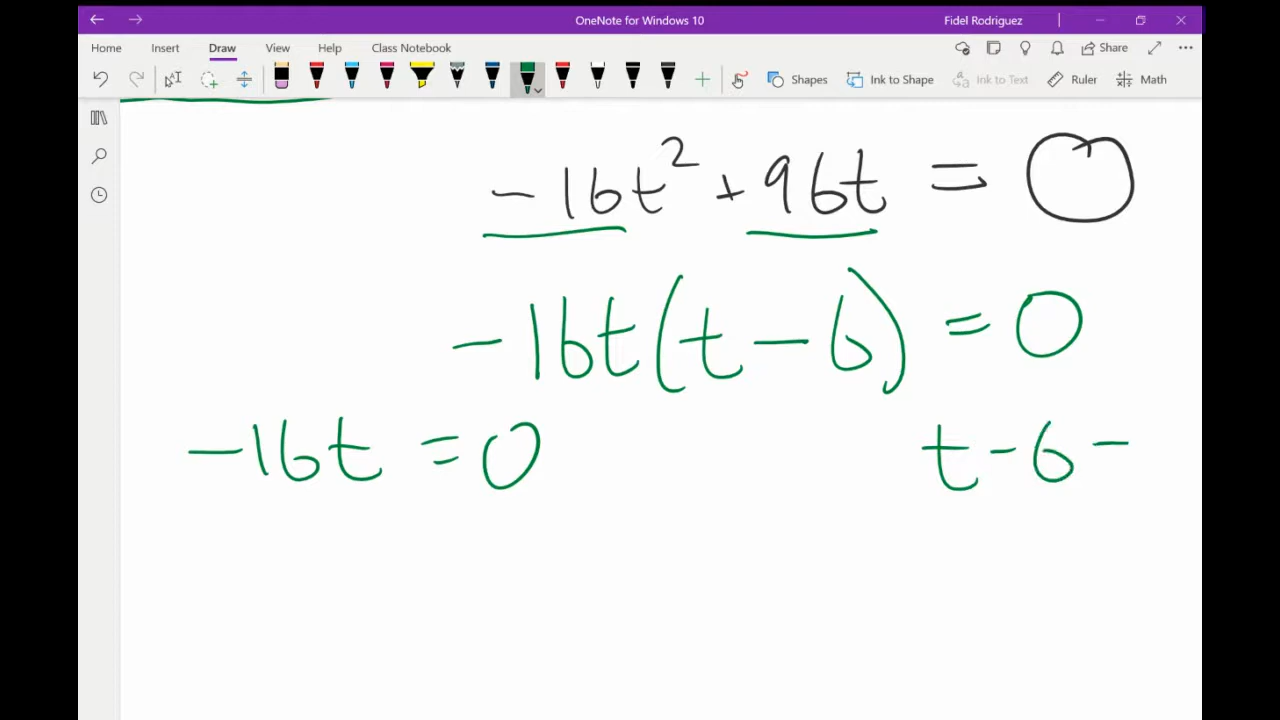 OneNote for Windows 10
Fidel Rodriguez
Home Insert Draw View Help Class Notebook Share
Shapes Ink to Shape Ink to Text Ruler Math
-16t² + 96t = 0
-16t(t - 6) = 0
-16t = 0 t - 6 -